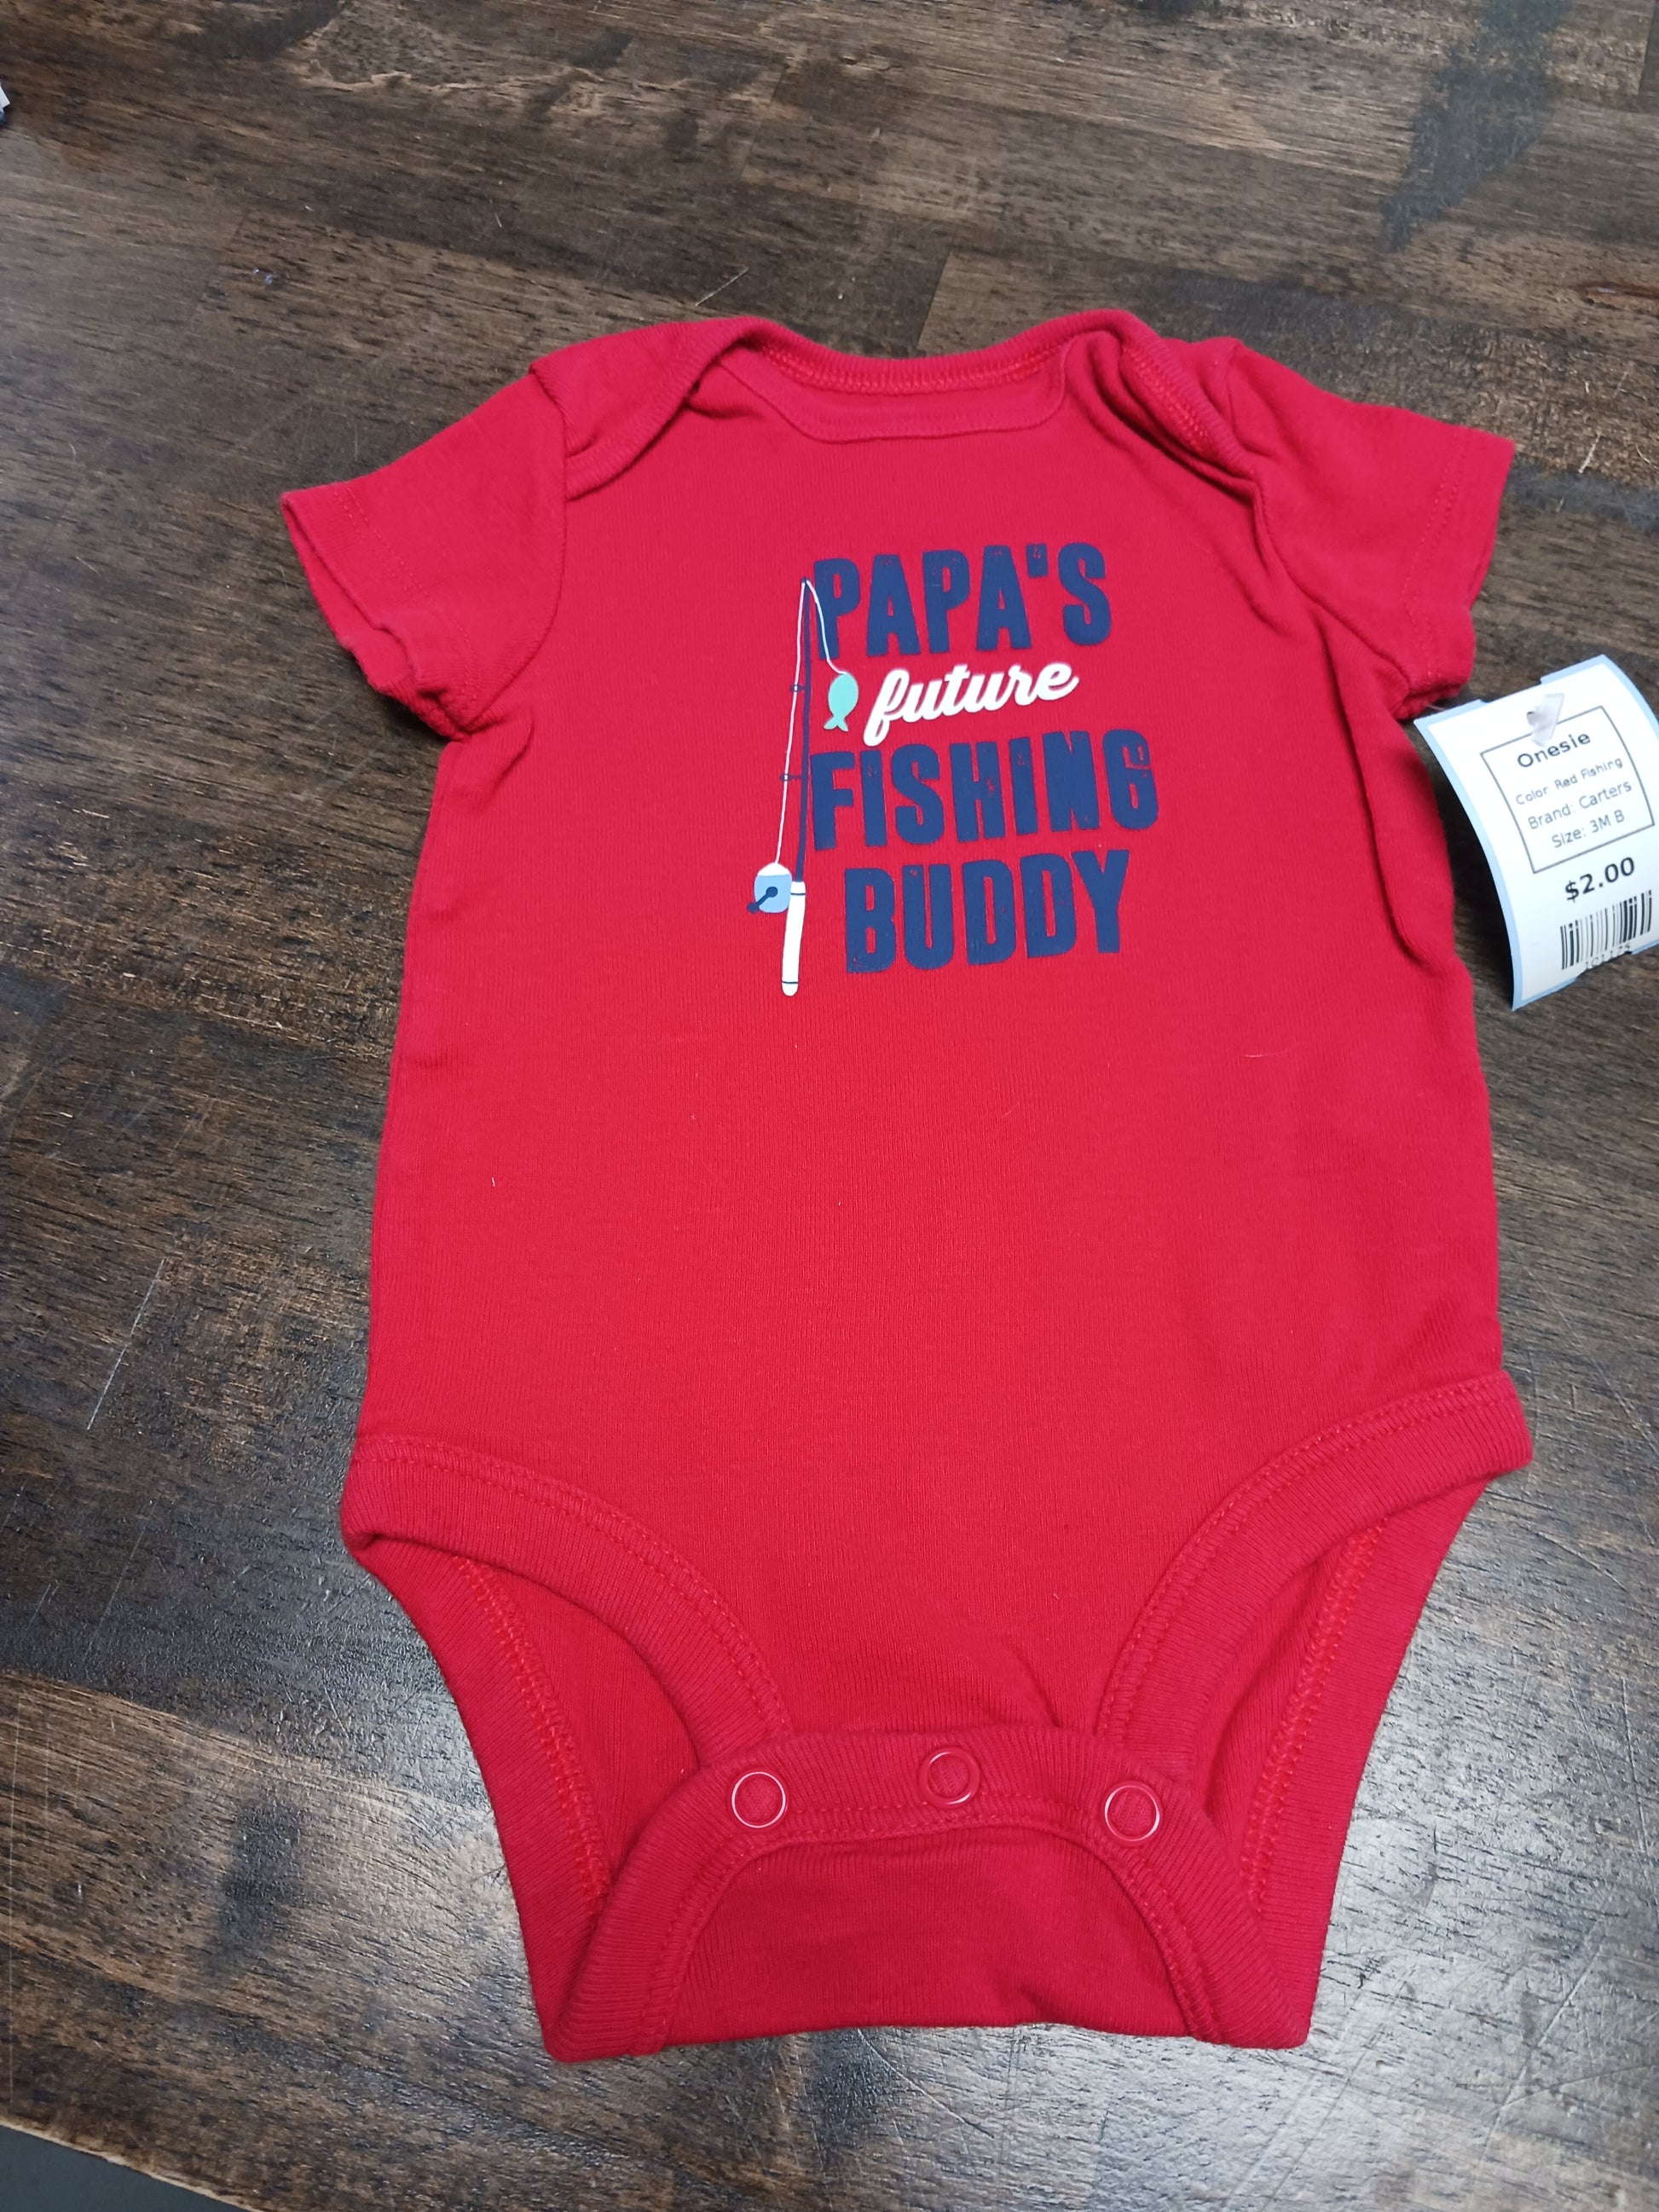 PAPA'S
future
FISHING
BUDDY
Onesie
Color: Red Fishing
Brand: Carters
Size: 3M B
$2.00